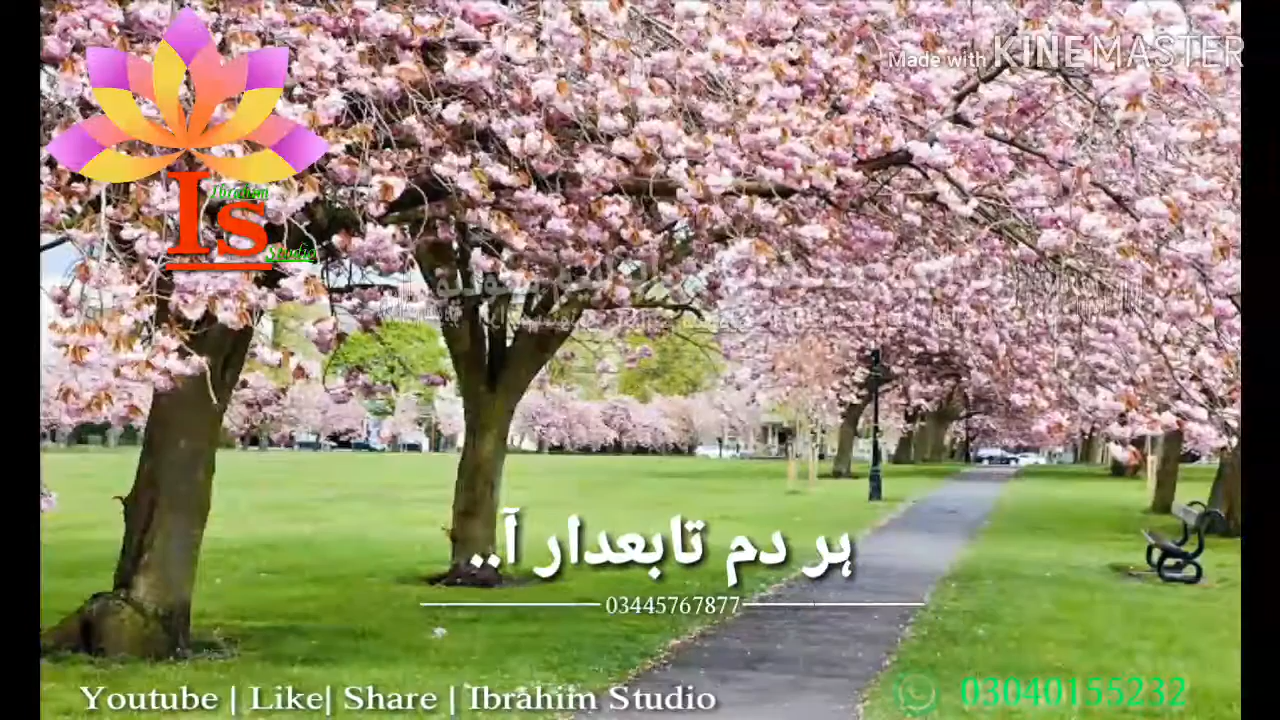 Made with KINEMASTER
Ibrahim
Is
Studio
ہر دم تابعدار آ..
03445767877
Youtube | Like| Share | Ibrahim Studio
03040155232